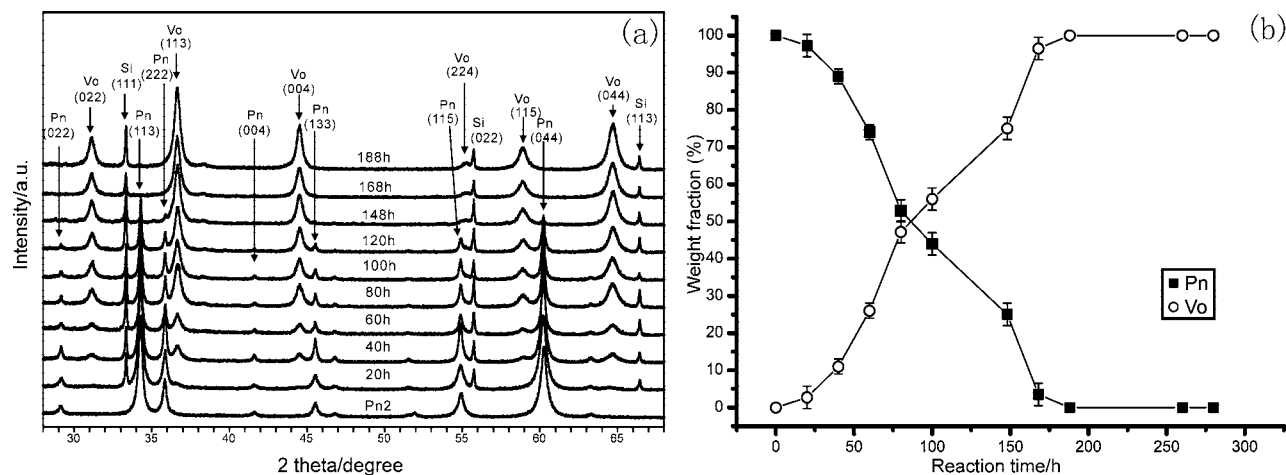 (a)
Vo
(113)
Pn
(222)
Si
(111)
Vo
(022)
Pn
(113)
Pn
(022)
Pn
(004)
Vo
(004)
Pn
(133)
Vo
(224)
Pn
(115)
Si
(022)
Vo
(115)
Pn
(044)
Vo
(044)
Si
(113)
188h
168h
148h
120h
100h
80h
60h
40h
20h
Pn2
Intensity/a.u.
30 35 40 45 50 55 60 65
2 theta/degree
(b)
100
90
80
70
60
50
40
30
20
10
0
Weight fraction (%)
Pn
Vo
0 50 100 150 200 250 300
Reaction time/h